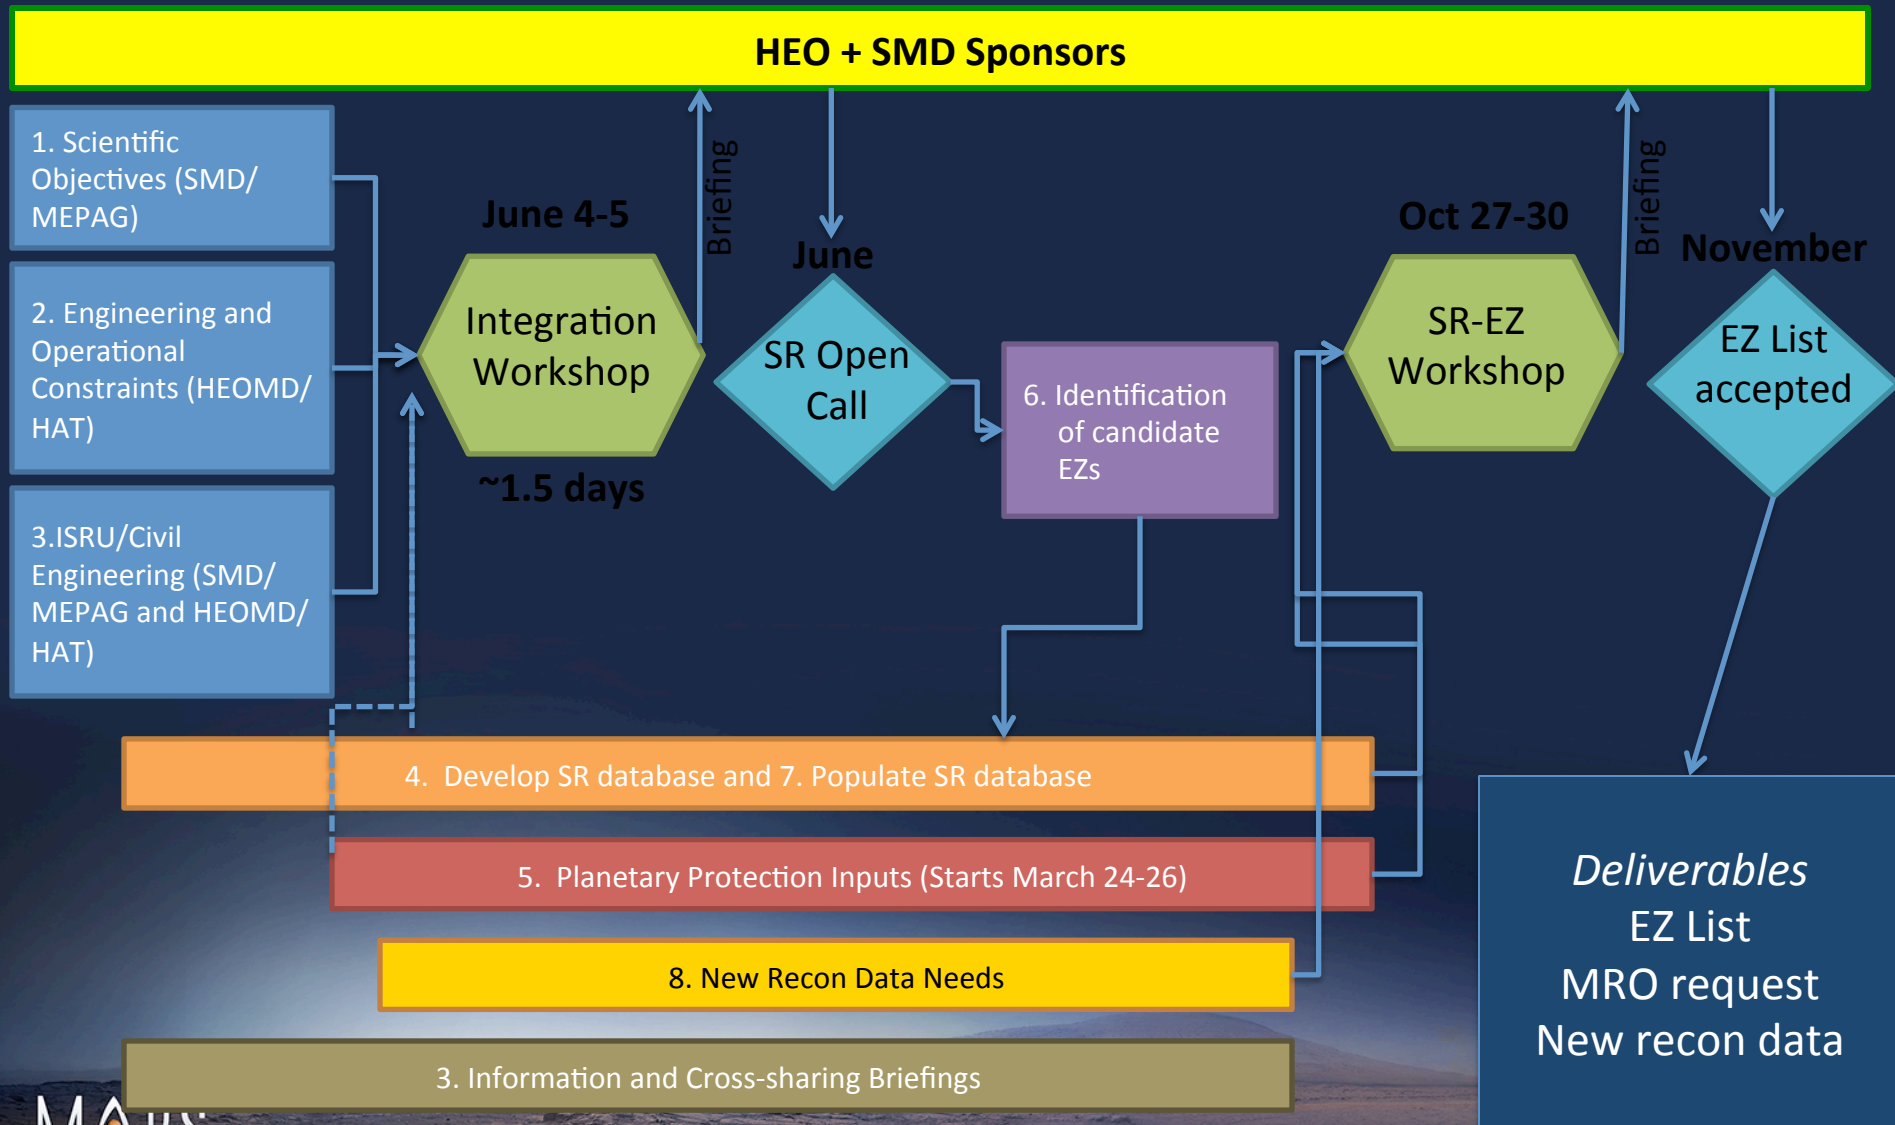 HEO + SMD Sponsors
1. Scientific
Objectives (SMD/
MEPAG)
2. Engineering and
Operational
Constraints (HEOMD/
HAT)
3.ISRU/Civil
Engineering (SMD/
MEPAG and HEOMD/
HAT)
June 4-5
Integration
Workshop
~1.5 days
Briefing
June
SR Open
Call
6. Identification
of candidate
EZs
Oct 27-30
SR-EZ
Workshop
Briefing
November
EZ List
accepted
4. Develop SR database and 7. Populate SR database
5. Planetary Protection Inputs (Starts March 24-26)
8. New Recon Data Needs
3. Information and Cross-sharing Briefings
Deliverables
EZ List
MRO request
New recon data